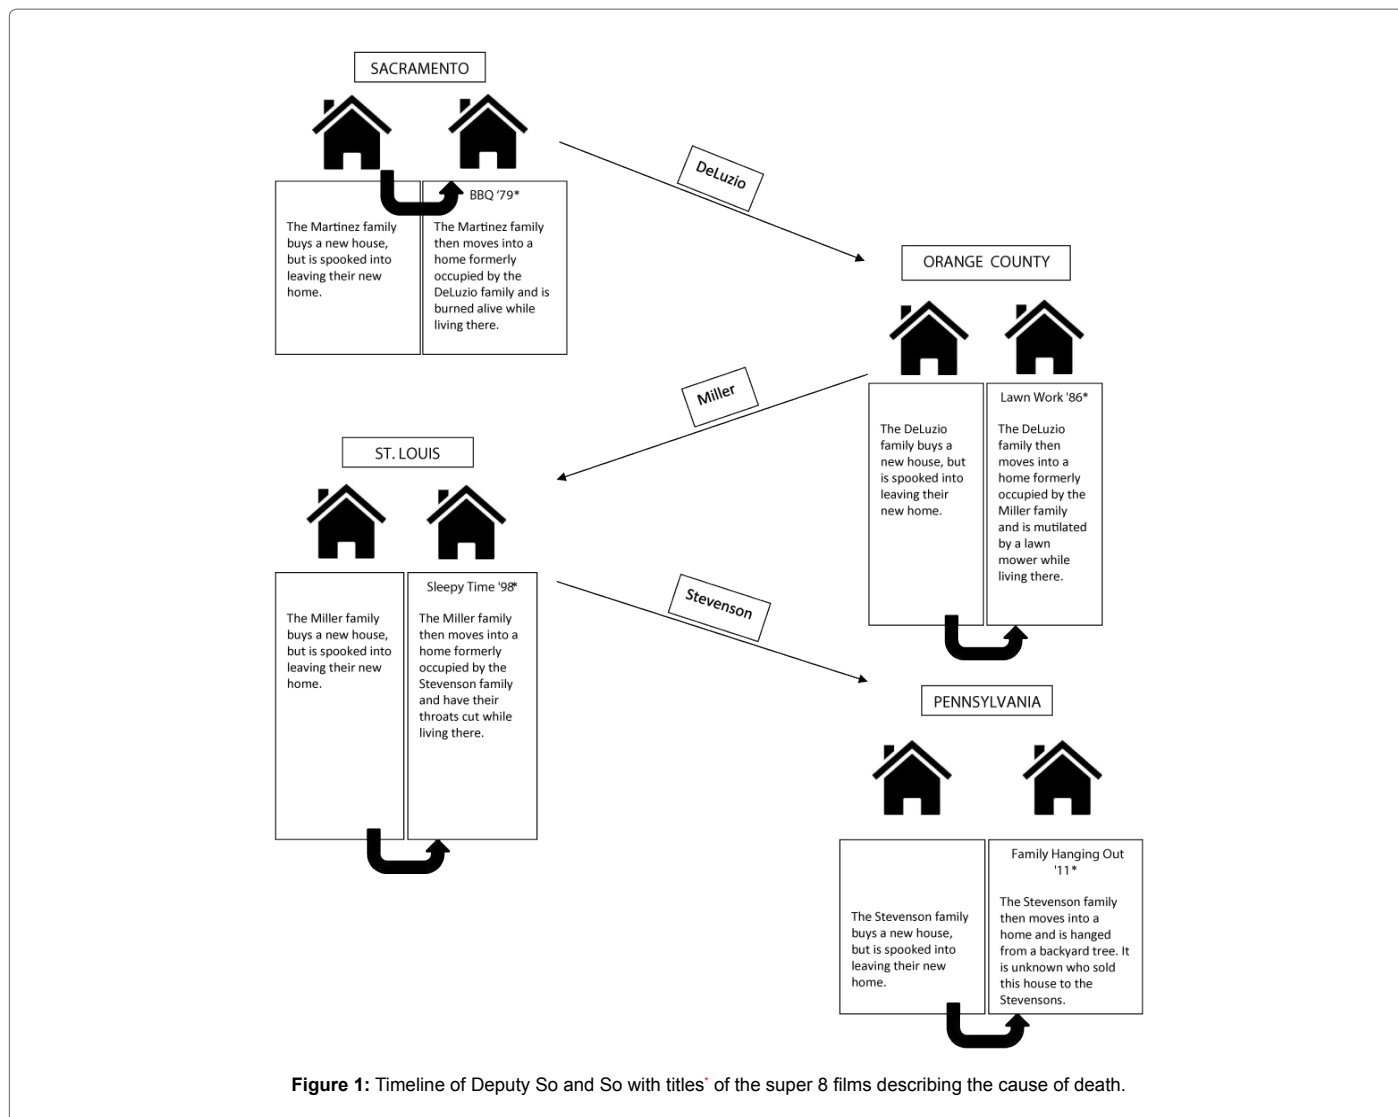 SACRAMENTO
The Martinez family
buys a new house,
but is spooked into
leaving their new
home.
BBQ '79*
The Martinez family
then moves into a
home formerly
occupied by the
DeLuzio family and is
burned alive while
living there.
DeLuzio
ORANGE COUNTY
The DeLuzio
family buys a
new house, but
is spooked into
leaving their
new home.
Lawn Work '86*
The DeLuzio
family then
moves into a
home formerly
occupied by the
Miller family
and is mutilated
by a lawn
mower while
living there.
Miller
ST. LOUIS
The Miller family
buys a new house,
but is spooked into
leaving their new
home.
Sleepy Time '98*
The Miller family
then moves into a
home formerly
occupied by the
Stevenson family
and have their
throats cut while
living there.
Stevenson
PENNSYLVANIA
The Stevenson family
buys a new house,
but is spooked into
leaving their new
home.
Family Hanging Out
'11*
The Stevenson family
then moves into a
home and is hanged
from a backyard tree. It
is unknown who sold
this house to the
Stevensons.
Figure 1: Timeline of Deputy So and So with titles* of the super 8 films describing the cause of death.